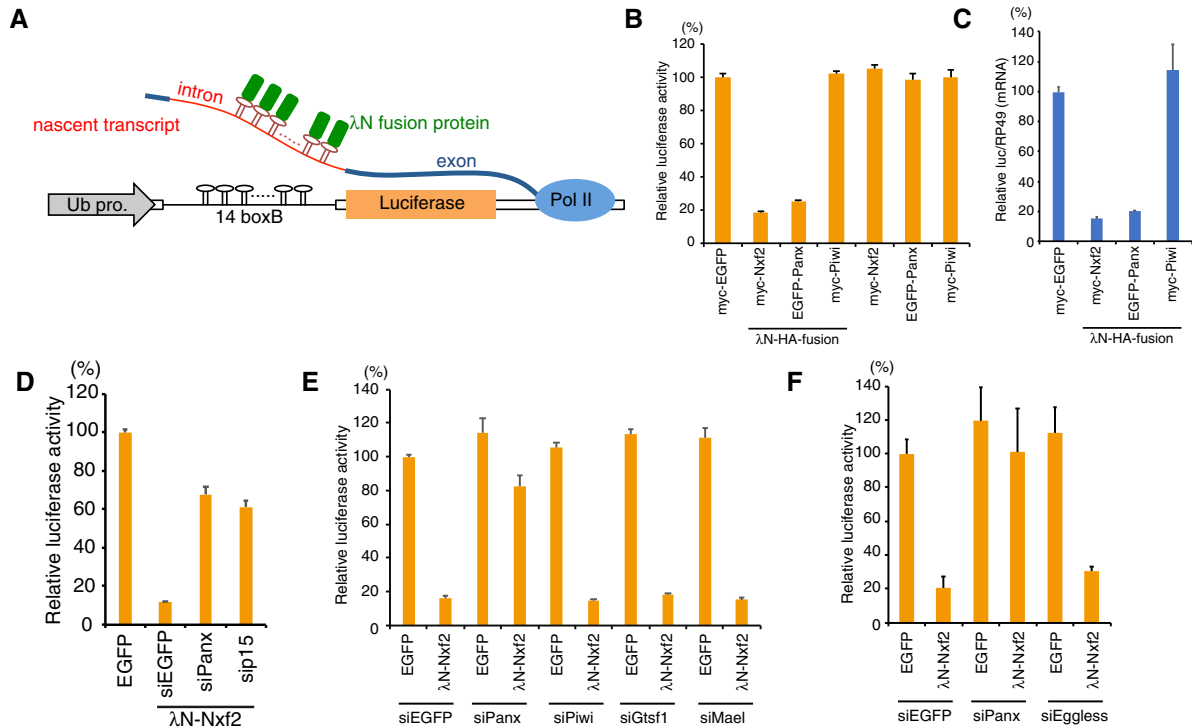 A
intron
nascent transcript
λN fusion protein
exon
Ub pro.
14 boxB
Luciferase
Pol II
B
(%)
Relative luciferase activity
120
100
80
60
40
20
0
myc-EGFP
myc-Nxf2
EGFP-Panx
myc-Piwi
myc-Nxf2
EGFP-Panx
myc-Piwi
λN-HA-fusion
C
(%)
Relative luc/RP49 (mRNA)
140
120
100
80
60
40
20
0
myc-EGFP
myc-Nxf2
EGFP-Panx
myc-Piwi
λN-HA-fusion
D
(%)
Relative luciferase activity
120
100
80
60
40
20
0
EGFP
siEGFP
siPanx
sip15
λN-Nxf2
E
(%)
Relative luciferase activity
140
120
100
80
60
40
20
0
EGFP
λN-Nxf2
EGFP
λN-Nxf2
EGFP
λN-Nxf2
EGFP
λN-Nxf2
EGFP
λN-Nxf2
siEGFP
siPanx
siPiwi
siGtsf1
siMael
F
(%)
Relative luciferase activity
140
120
100
80
60
40
20
0
EGFP
λN-Nxf2
EGFP
λN-Nxf2
EGFP
λN-Nxf2
siEGFP
siPanx
siEggless